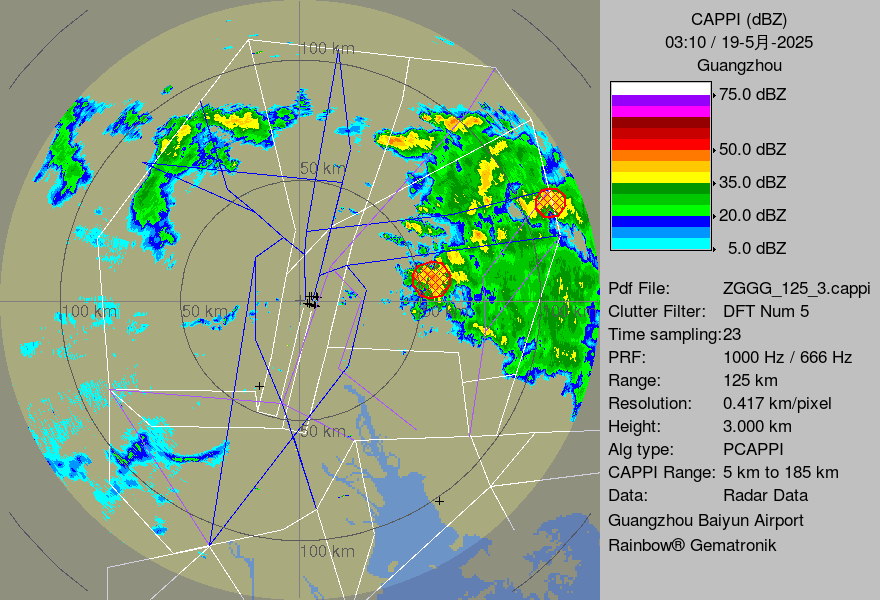 100 km
50 km
100 km
50 km
50 km
100 km
CAPPI (dBZ)
03:10 / 19-5月-2025
Guangzhou
75.0 dBZ
50.0 dBZ
35.0 dBZ
20.0 dBZ
5.0 dBZ
Pdf File: ZGGG_125_3.cappi
Clutter Filter: DFT Num 5
Time sampling:23
PRF: 1000 Hz / 666 Hz
Range: 125 km
Resolution: 0.417 km/pixel
Height: 3.000 km
Alg type: PCAPPI
CAPPI Range: 5 km to 185 km
Data: Radar Data
Guangzhou Baiyun Airport
Rainbow® Gematronik